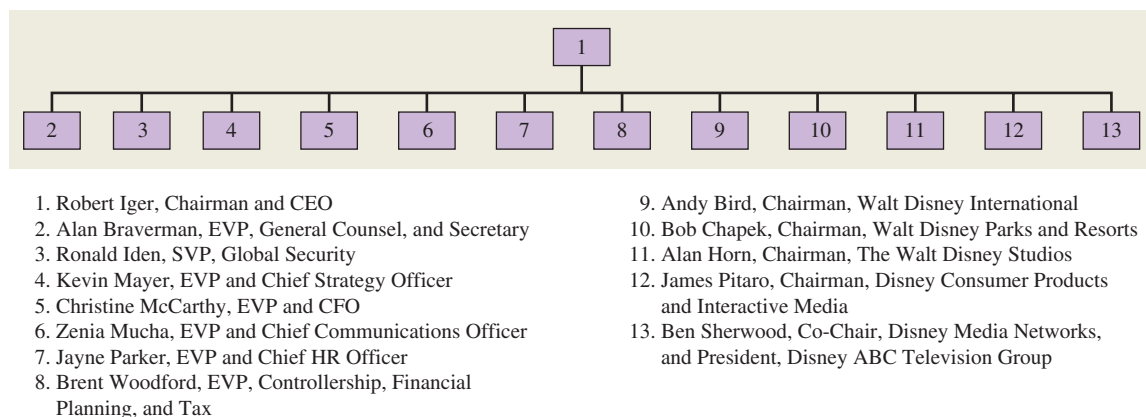 1
2 3 4 5 6 7 8 9 10 11 12 13
1. Robert Iger, Chairman and CEO
2. Alan Braverman, EVP, General Counsel, and Secretary
3. Ronald Iden, SVP, Global Security
4. Kevin Mayer, EVP and Chief Strategy Officer
5. Christine McCarthy, EVP and CFO
6. Zenia Mucha, EVP and Chief Communications Officer
7. Jayne Parker, EVP and Chief HR Officer
8. Brent Woodford, EVP, Controllership, Financial
Planning, and Tax
9. Andy Bird, Chairman, Walt Disney International
10. Bob Chapek, Chairman, Walt Disney Parks and Resorts
11. Alan Horn, Chairman, The Walt Disney Studios
12. James Pitaro, Chairman, Disney Consumer Products
and Interactive Media
13. Ben Sherwood, Co-Chair, Disney Media Networks,
and President, Disney ABC Television Group